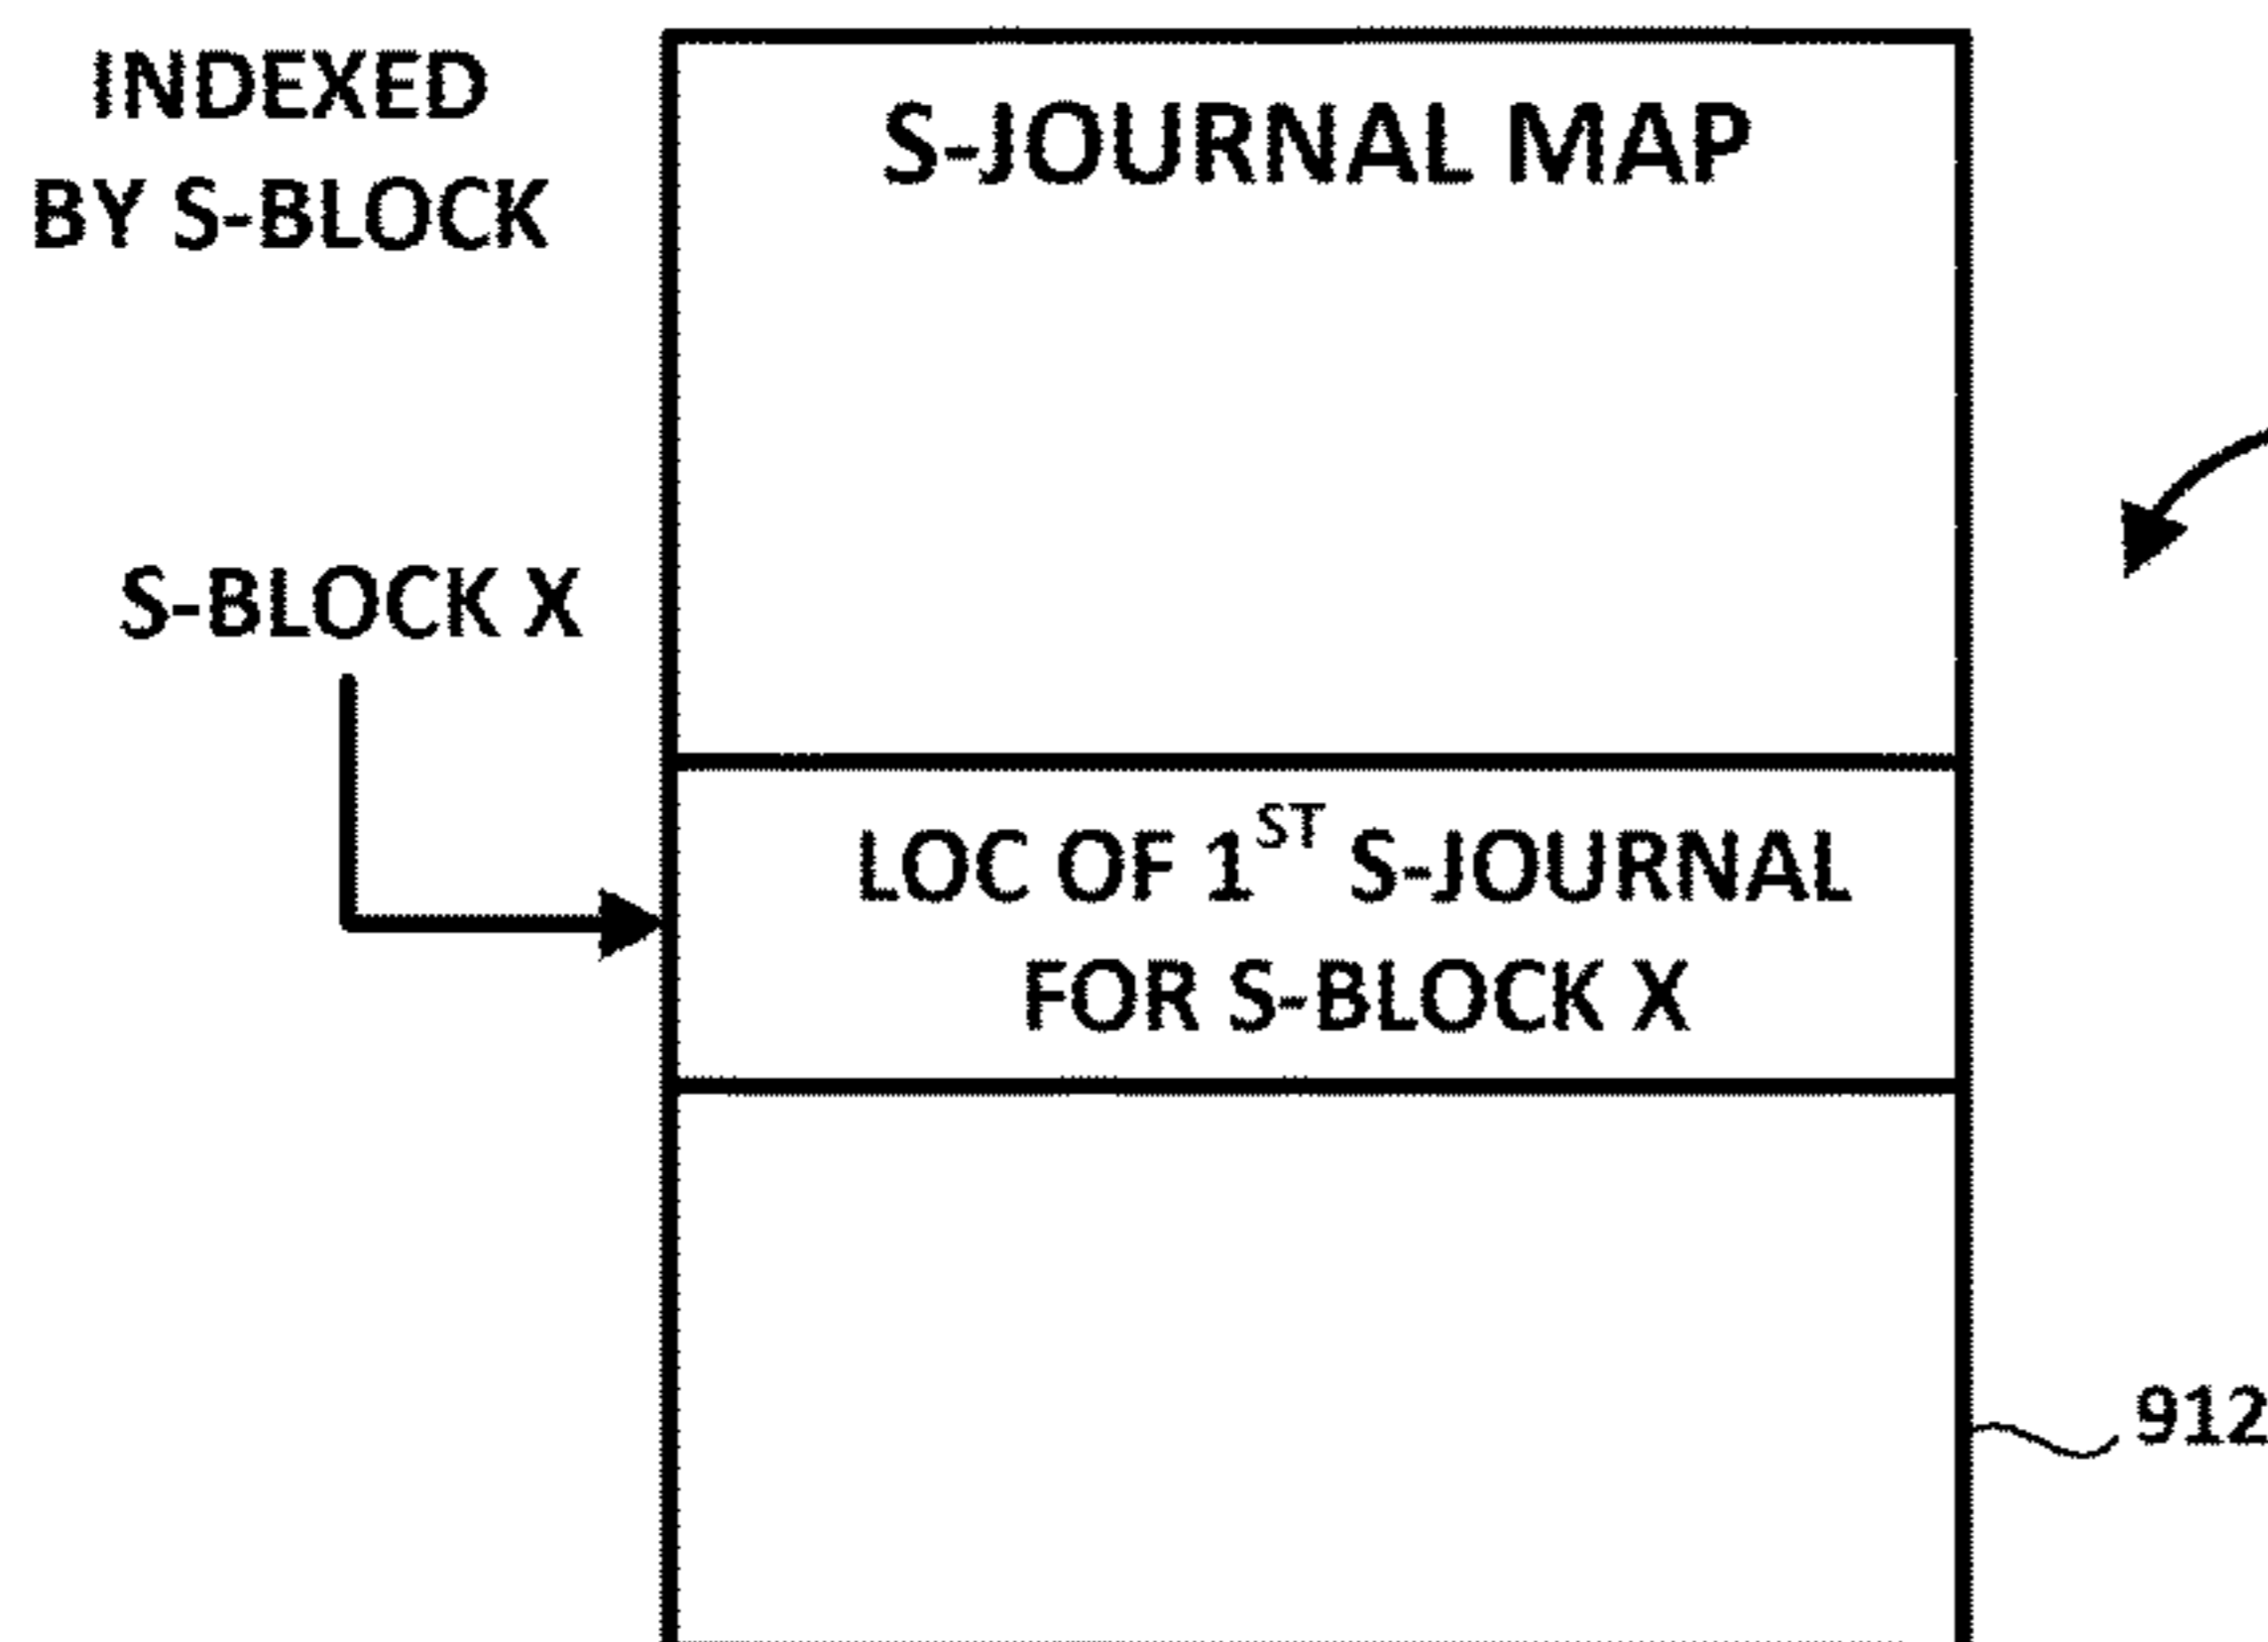 INDEXED
BY S-BLOCK
S-JOURNAL MAP
S-BLOCK X
LOC OF 1ST S-JOURNAL
FOR S-BLOCK X
912